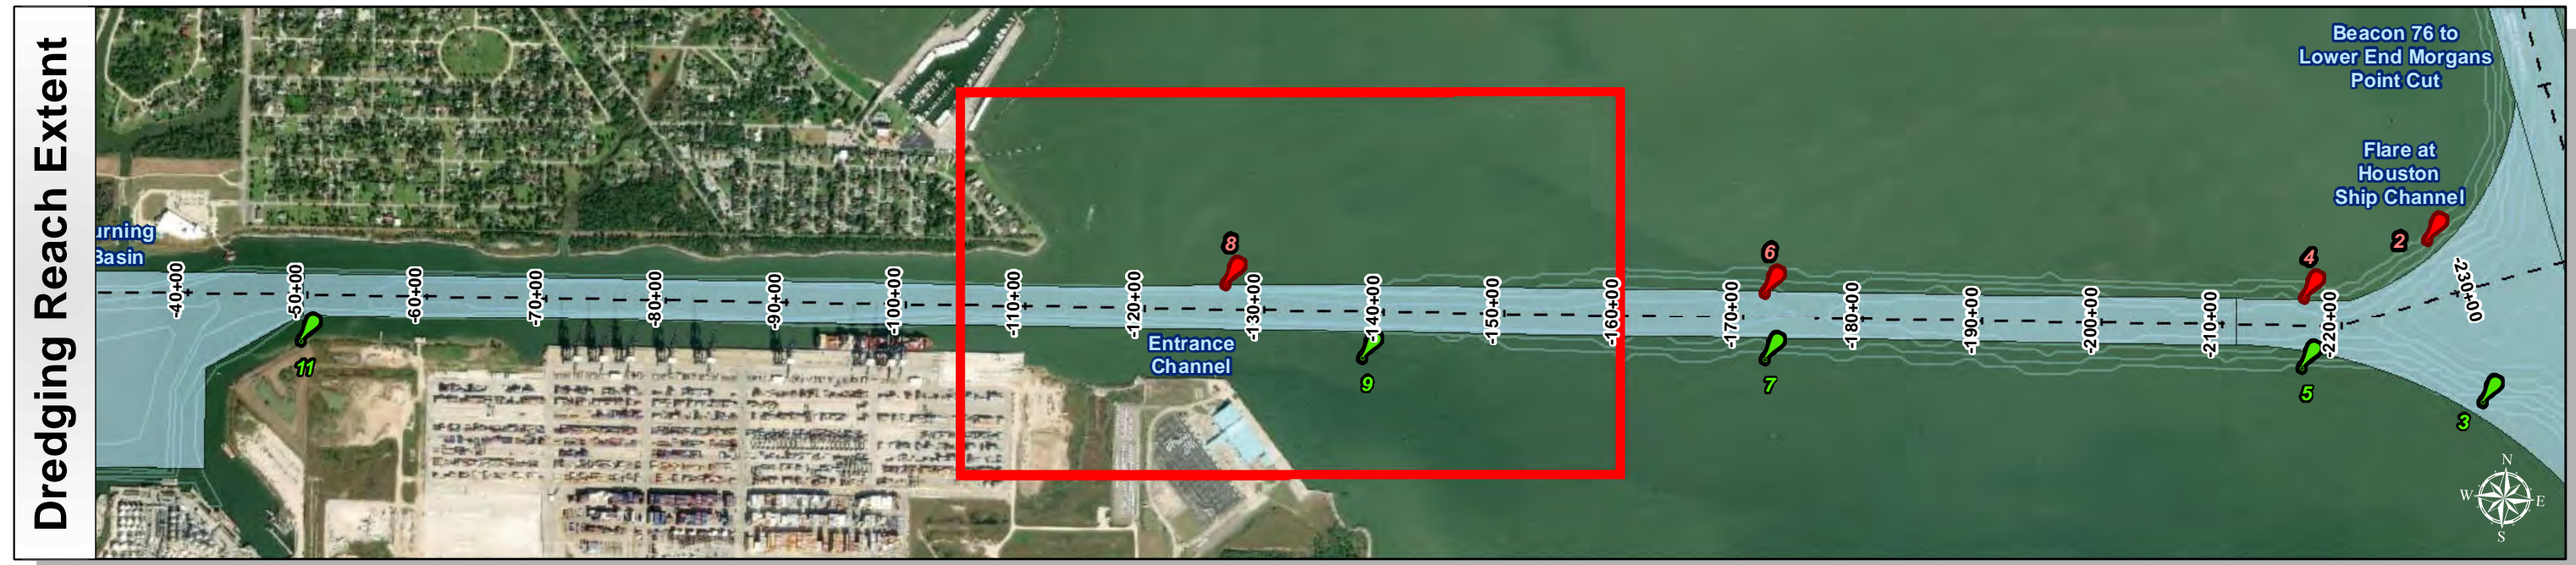 Dredging Reach Extent
Beacon 76 to
Lower End Morgans
Point Cut
Flare at
Houston
Ship Channel
urning
Basin
Entrance
Channel
-40+00
-50+00
-60+00
-70+00
-80+00
-90+00
-100+00
-110+00
-120+00
-130+00
-140+00
-150+00
-160+00
-170+00
-180+00
-190+00
-200+00
-210+00
-220+00
-230+00
8
6
4
2
11
9
7
5
3
N
W
E
S